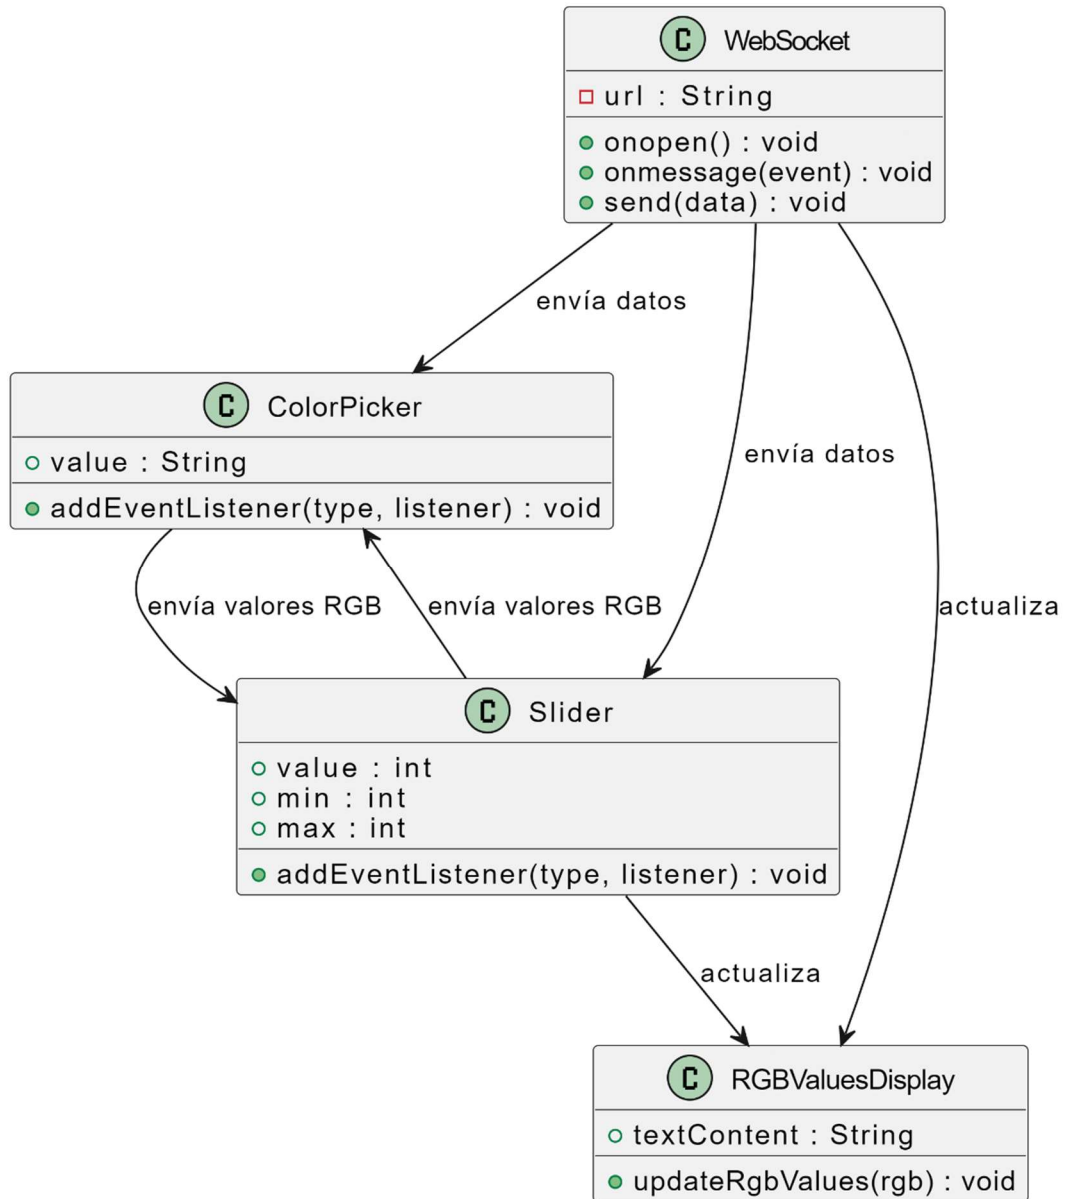 C WebSocket
url : String
onopen() : void
onmessage(event) : void
send(data) : void
envía datos
C ColorPicker
value : String
addEventListener(type, listener) : void
envía datos
envía valores RGB
envía valores RGB
actualiza
C Slider
value : int
min : int
max : int
addEventListener(type, listener) : void
actualiza
C RGBValuesDisplay
textContent : String
updateRgbValues(rgb) : void